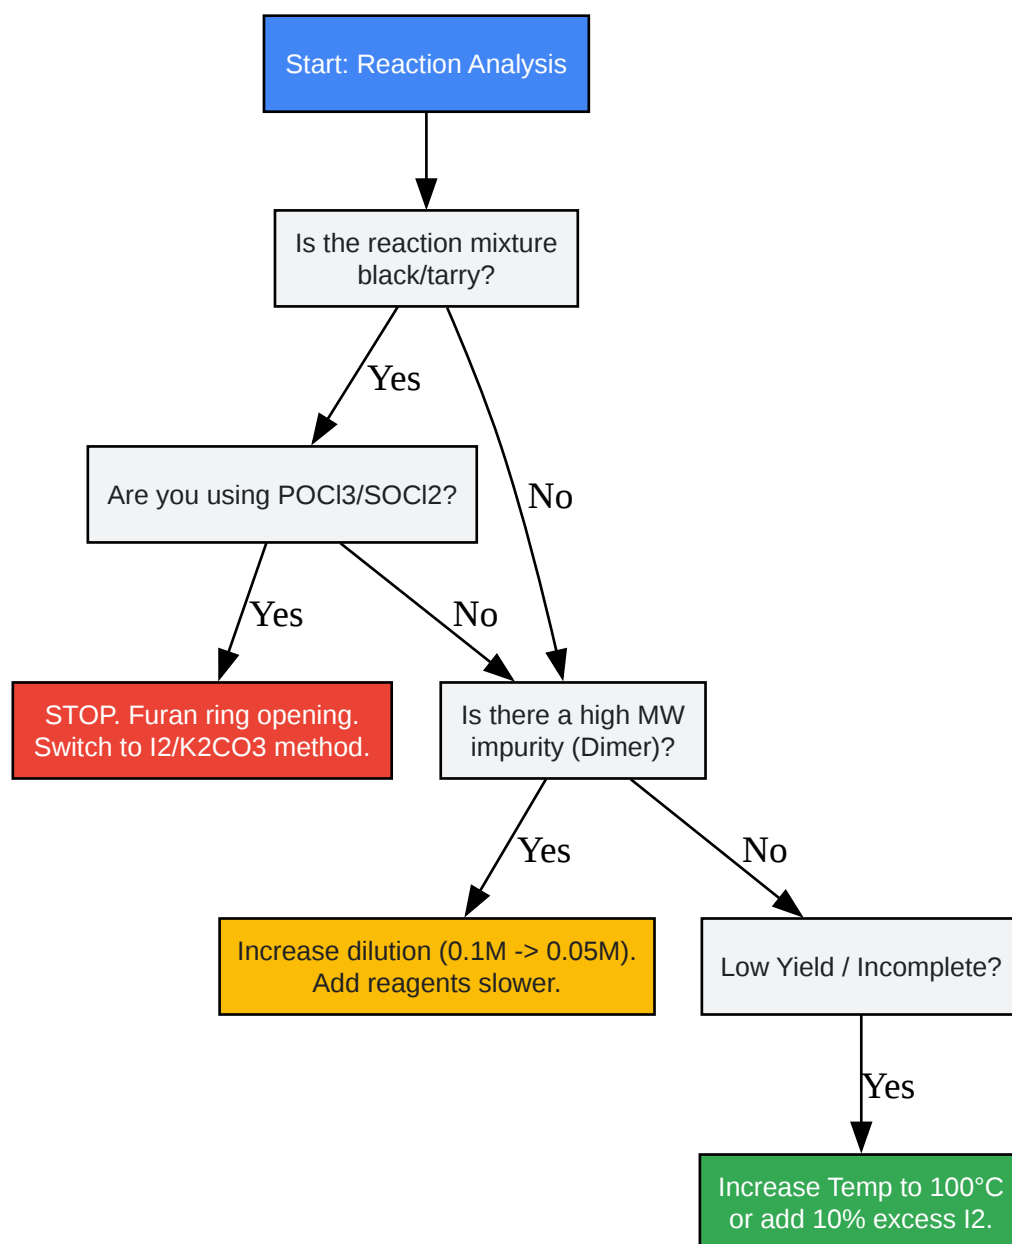 Start: Reaction Analysis
Is the reaction mixture
black/tarry?
Yes
No
Are you using POCl3/SOCl2?
Yes
No
STOP. Furan ring opening.
Switch to I2/K2CO3 method.
Is there a high MW
impurity (Dimer)?
Yes
No
Increase dilution (0.1M -> 0.05M).
Add reagents slower.
Low Yield / Incomplete?
Yes
Increase Temp to 100°C
or add 10% excess I2.